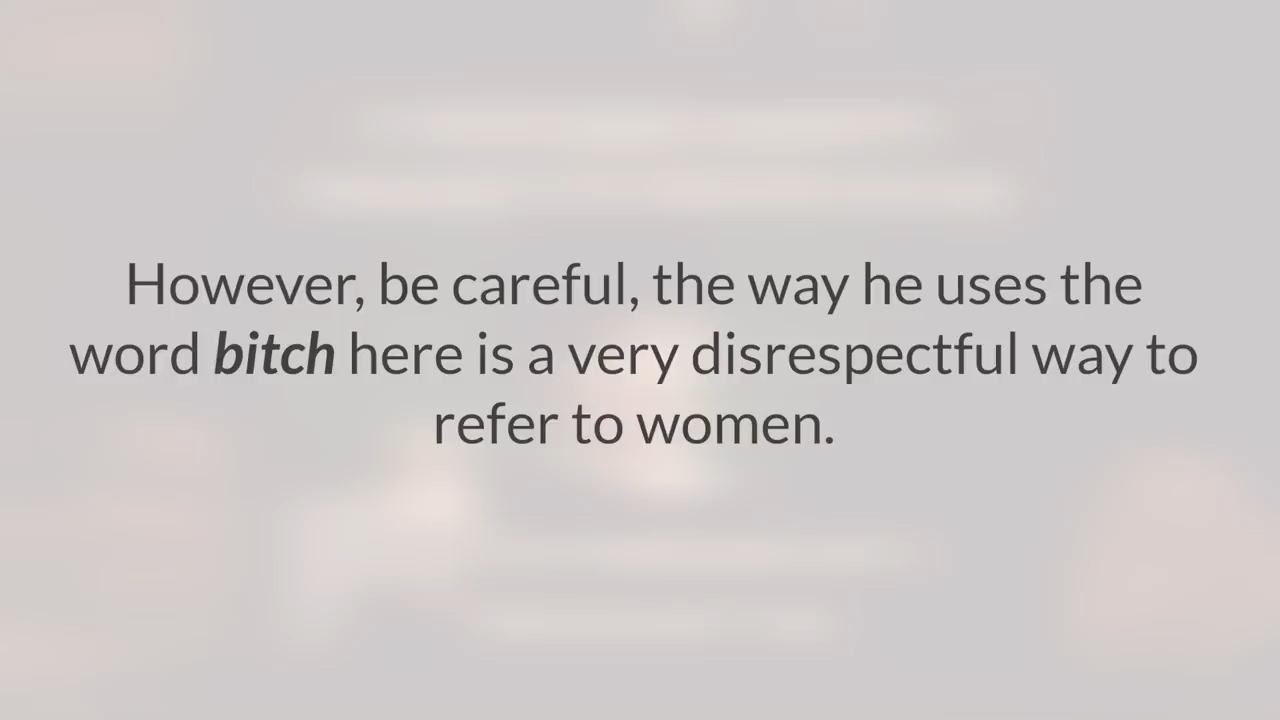 However, be careful, the way he uses the
word bitch here is a very disrespectful way to
refer to women.